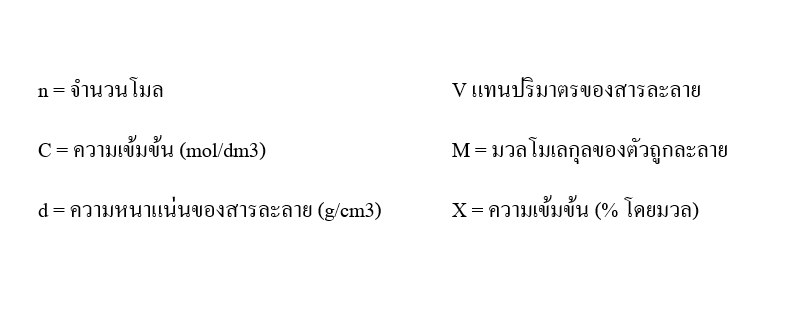 n = จำนวนโมล
V แทนปริมาตรของสารละลาย
C = ความเข้มข้น (mol/dm3)
M = มวลโมเลกุลของตัวถูกละลาย
d = ความหนาแน่นของสารละลาย (g/cm3)
X = ความเข้มข้น (% โดยมวล)